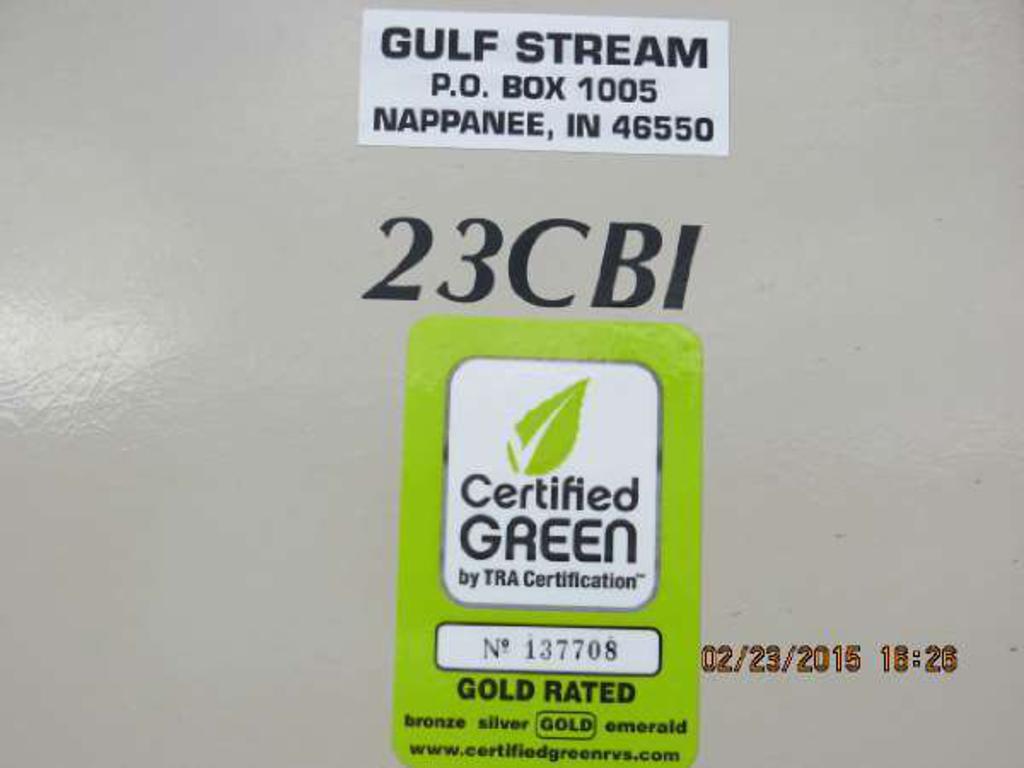 GULF STREAM
P.O. BOX 1005
NAPPANEE, IN 46550
23CBI
Certified
GREEN
by TRA Certification™
Nº 137708
GOLD RATED
bronze silver GOLD emerald
www.certifiedgreenrvs.com
02/23/2015 16:26